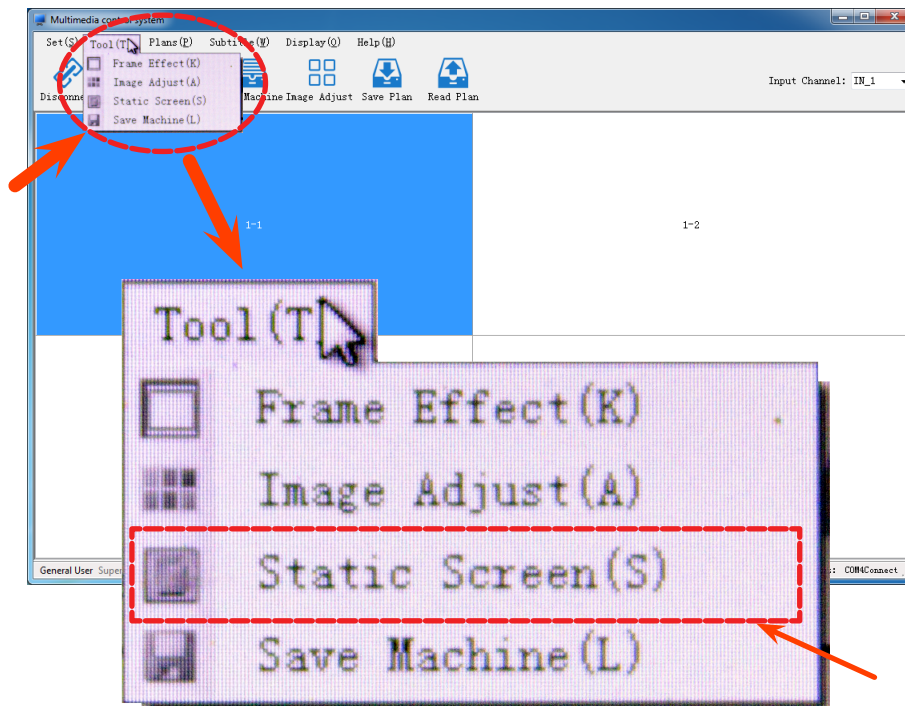 Multimedia control system
Set(S) Tool(T) Plans(P) Subtitle(W) Display(O) Help(H)
Frame Effect(K)
Image Adjust(A)
Static Screen(S)
Save Machine(L)
Machine Image Adjust Save Plan Read Plan
Input Channel: IN_1
1-1
1-2
Tool(T
Frame Effect(K)
Image Adjust(A)
Static Screen(S)
Save Machine(L)
General User
COM4Connect